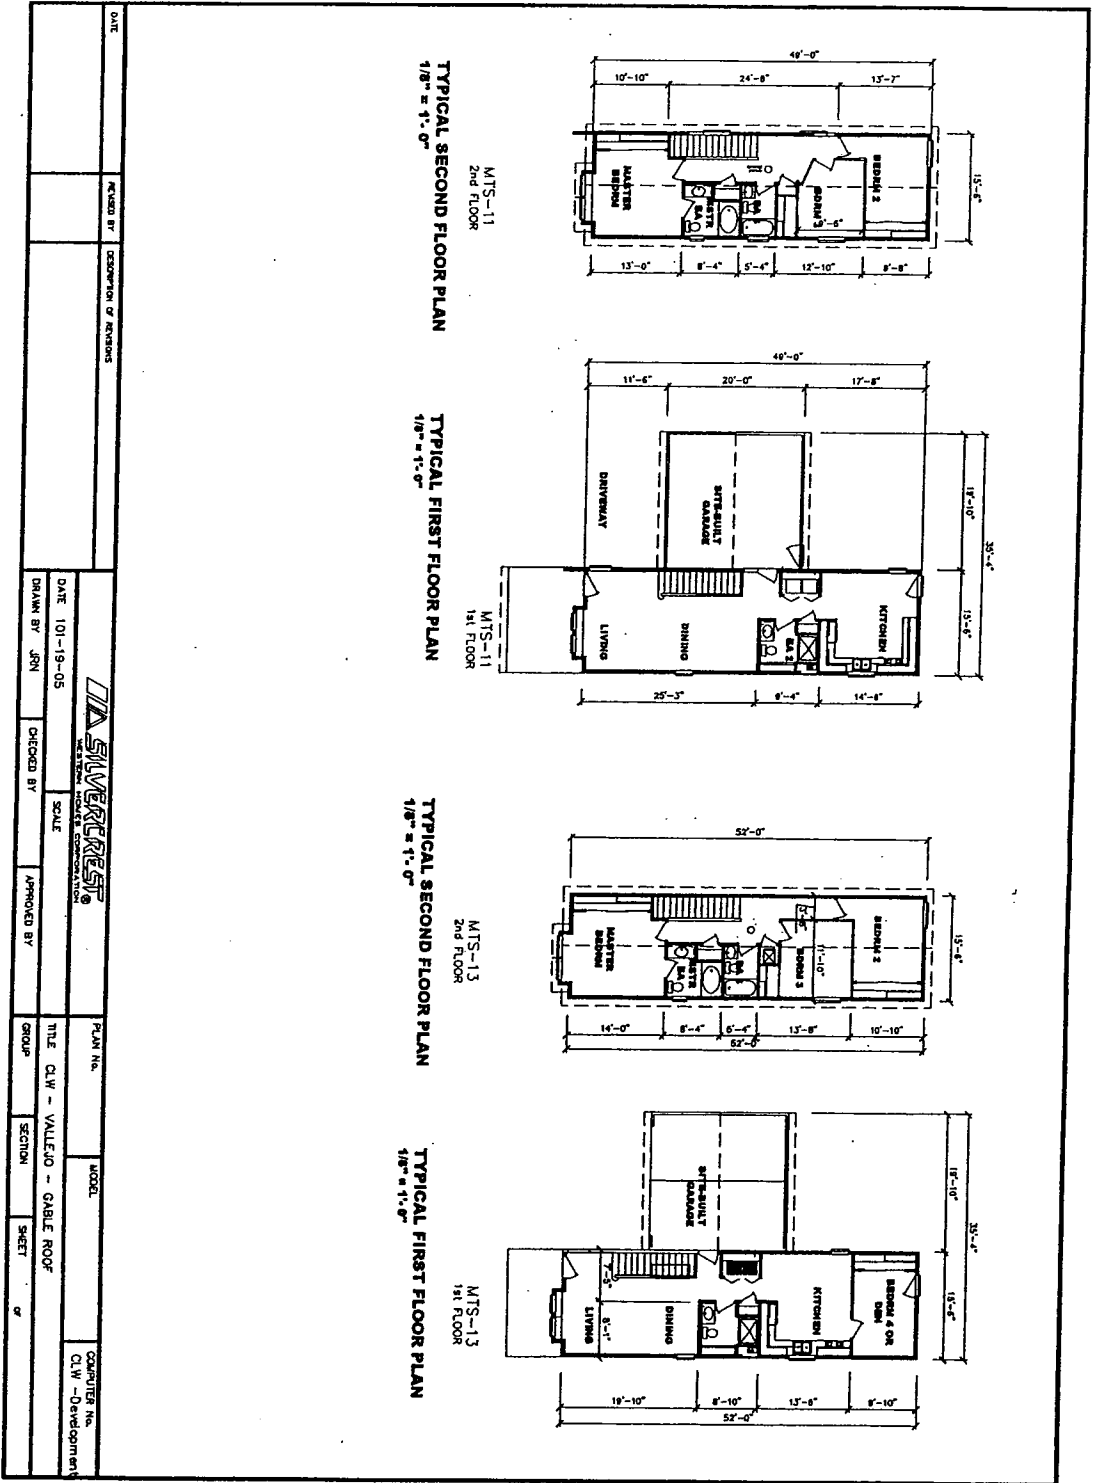 49'-0"
10'-10"
24'-8"
13'-7"
15'-6"
MASTER
BEDRM
MSTR
BA
BA
BDRM 3
BEDRM 2
13'-0"
8'-4"
5'-4"
12'-10"
9'-8"
MTS-11
2nd FLOOR
TYPICAL SECOND FLOOR PLAN
1/8" = 1'-0"
49'-0"
11'-6"
20'-0"
17'-8"
19'-10"
35'-4"
15'-6"
DRIVEWAY
SITE-BUILT
GARAGE
LIVING
DINING
BA 2
KITCHEN
25'-3"
9'-4"
14'-8"
MTS-11
1st FLOOR
TYPICAL FIRST FLOOR PLAN
1/8" = 1'-0"
52'-0"
15'-6"
MASTER
BEDRM
MSTR
BA
BA
BDRM 3
11'-10"
BEDRM 2
14'-0"
8'-4"
5'-4"
13'-8"
10'-10"
52'-0"
MTS-13
2nd FLOOR
TYPICAL SECOND FLOOR PLAN
1/8" = 1'-0"
19'-10"
35'-4"
15'-6"
SITE-BUILT
GARAGE
7'-5"
8'-1"
LIVING
DINING
KITCHEN
BEDRM 4 OR
DEN
19'-10"
8'-10"
13'-8"
9'-10"
52'-0"
MTS-13
1st FLOOR
TYPICAL FIRST FLOOR PLAN
1/8" = 1'-0"
DATE
REVISED BY
DESCRIPTION OF REVISIONS
SILVERCREST®
WESTERN HOMES CORPORATION
DATE 101-19-05
SCALE
DRAWN BY JRN
CHECKED BY
APPROVED BY
PLAN No.
MODEL
COMPUTER No.
CLW -Development
TITLE CLW - VALLEJO - GABLE ROOF
GROUP
SECTION
SHEET
OF